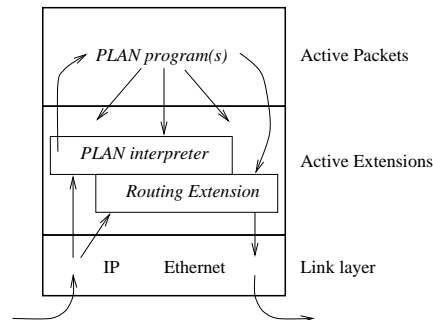 PLAN program(s)
Active Packets
PLAN interpreter
Active Extensions
Routing Extension
IP
Ethernet
Link layer